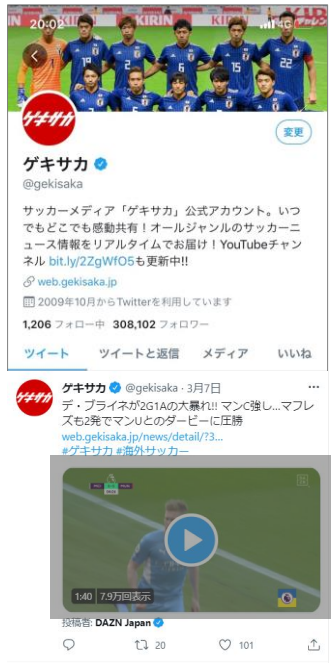 20:02
4G
KIRIN
ゲキサカ
変更
ゲキサカ
@gekisaka
サッカーメディア「ゲキサカ」公式アカウント。いつ
でもどこでも感動共有！オールジャンルのサッカーニ
ュース情報をリアルタイムでお届け！YouTubeチャン
ネル bit.ly/2ZgWfO5も更新中!!
web.gekisaka.jp
2009年10月からTwitterを利用しています
1,206 フォロー中 308,102 フォロワー
ツイート ツイートと返信 メディア いいね
ゲキサカ
ゲキサカ @gekisaka · 3月7日
デ・ブライネが2G1Aの大暴れ!! マンC強し…マフレ
ズも2発でマンUとのダービーに圧勝
web.gekisaka.jp/news/detail/?3...
#ゲキサカ #海外サッカー
1:40 7.9万回表示
投稿者: DAZN Japan
20 101